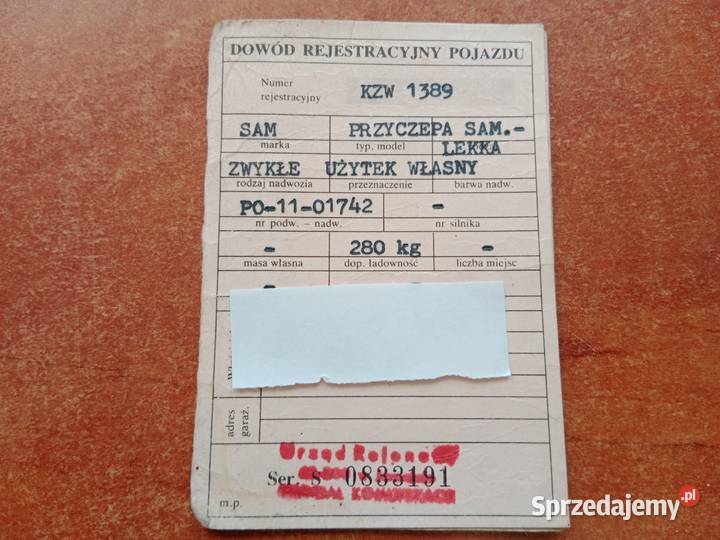 DOWÓD REJESTRACYJNY POJAZDU
Numer
rejestracyjny
KZW 1389
SAM PRZYCZEPA SAM.-
marka typ, model LEKKA
ZWYKŁE UŻYTEK WŁASNY
rodzaj nadwozia przeznaczenie barwa nadw.
PO-11-01742 -
nr podw. – nadw. nr silnika
- 280 kg -
masa własna dop. ładowność liczba miejsc
adres
garaż.
Urząd Rejono
Ser. S 0833191
m.p.
Sprzedajemy.pl